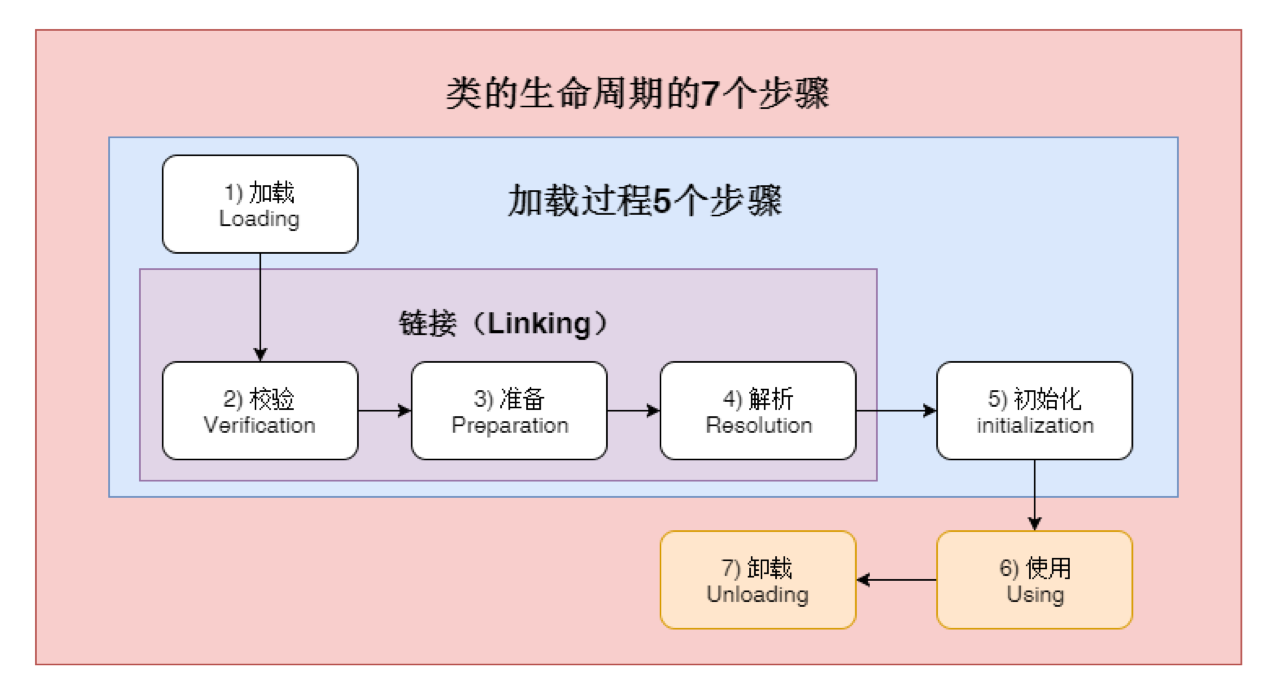 类的生命周期的7个步骤
加载过程5个步骤
1) 加载
Loading
链接（Linking）
2) 校验
Verification
3) 准备
Preparation
4) 解析
Resolution
5) 初始化
initialization
6) 使用
Using
7) 卸载
Unloading